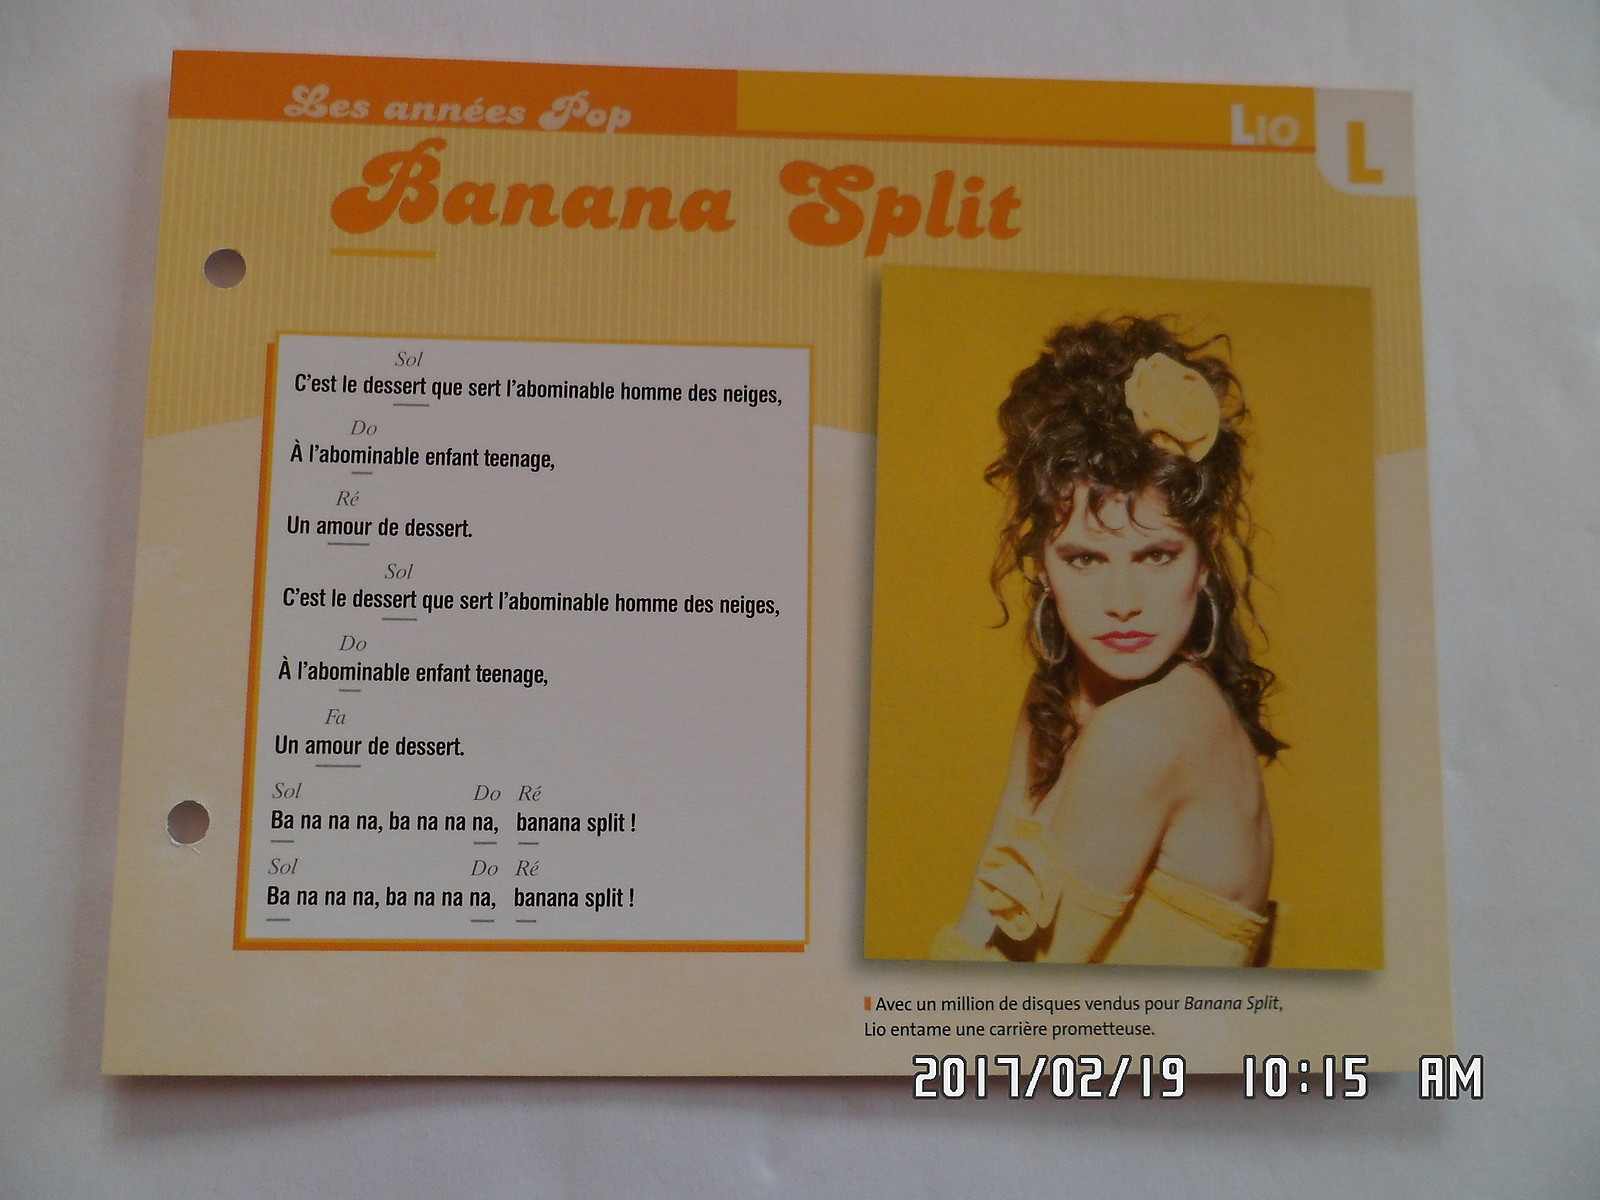 Les années Pop
Lio
L
Banana Split
Sol
C'est le dessert que sert l'abominable homme des neiges,
Do
À l'abominable enfant teenage,
Ré
Un amour de dessert.
Sol
C'est le dessert que sert l'abominable homme des neiges,
Do
À l'abominable enfant teenage,
Fa
Un amour de dessert.
Sol Do Ré
Ba na na na, ba na na na, banana split !
Sol Do Ré
Ba na na na, ba na na na, banana split !
Avec un million de disques vendus pour Banana Split,
Lio entame une carrière prometteuse.
2017/02/19 10:15 AM